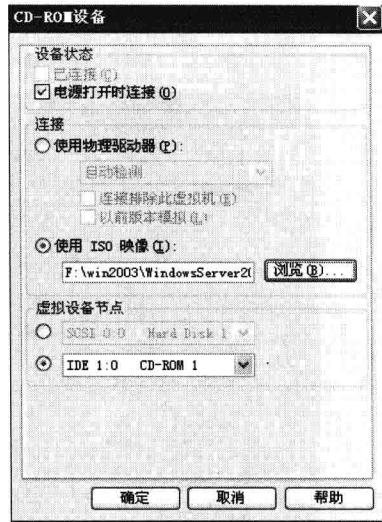 CD-ROM设备
设备状态
已连接(C)
电源打开时连接(O)
连接
使用物理驱动器(P):
自动检测
连接排除此虚拟机(E)
以前版本模拟(L)
使用 ISO 映像(I):
F:\win2003\WindowsServer2(
浏览(B)...
虚拟设备节点
SCSI 0:0 Hard Disk 1
IDE 1:0 CD-ROM 1
确定 取消 帮助